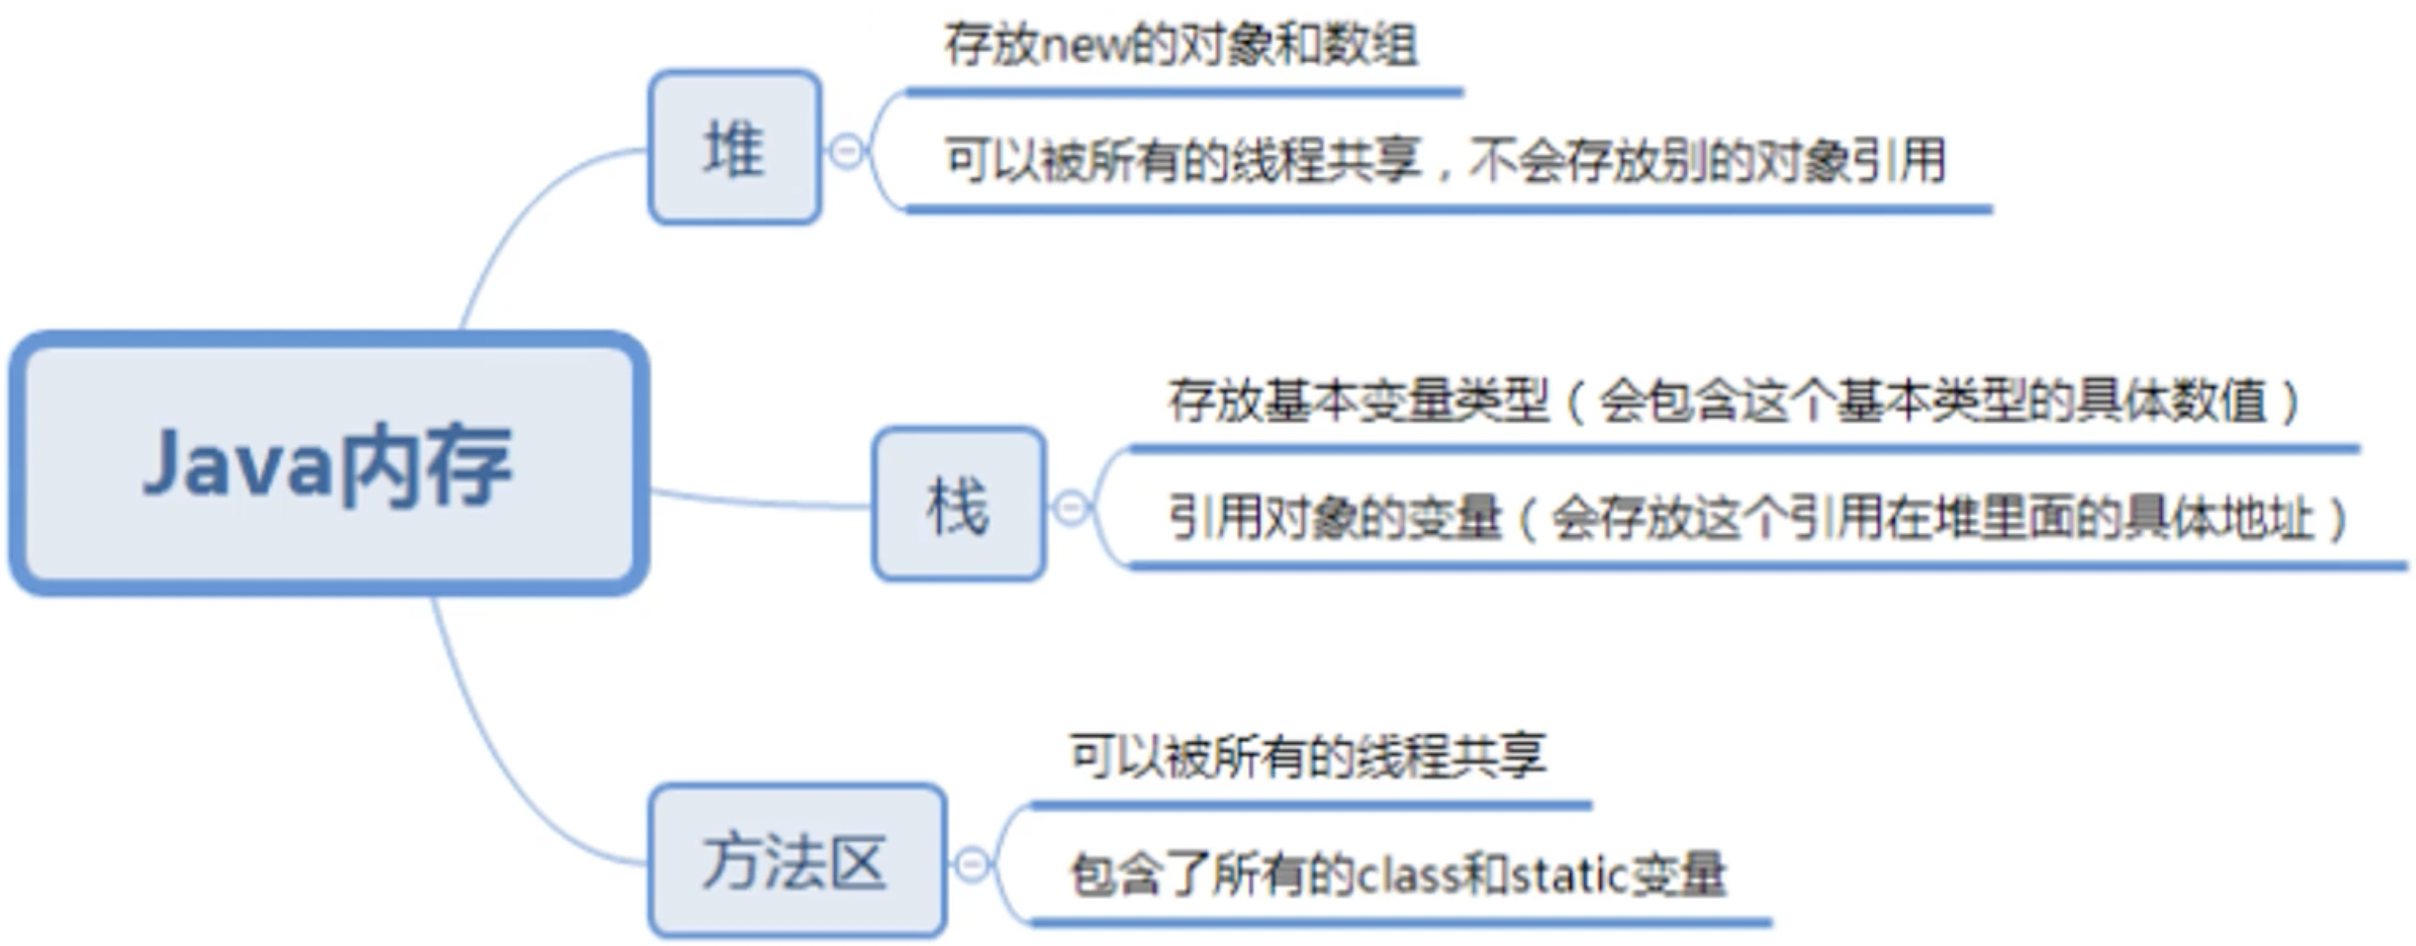 存放new的对象和数组
堆
可以被所有的线程共享，不会存放别的对象引用
存放基本变量类型（会包含这个基本类型的具体数值）
Java内存
栈
引用对象的变量（会存放这个引用在堆里面的具体地址）
可以被所有的线程共享
方法区
包含了所有的class和static变量